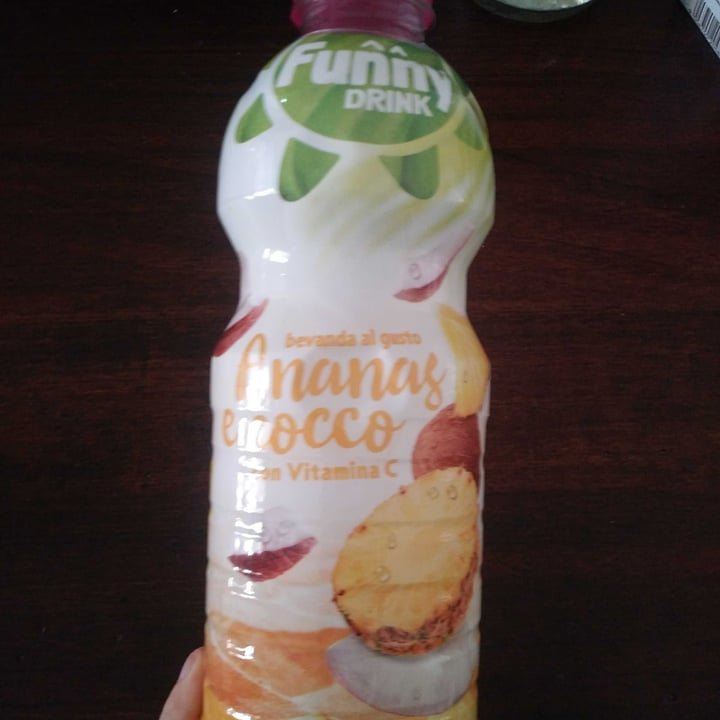 Funny
DRINK
bevanda al gusto
Ananas
e cocco
con Vitamina C